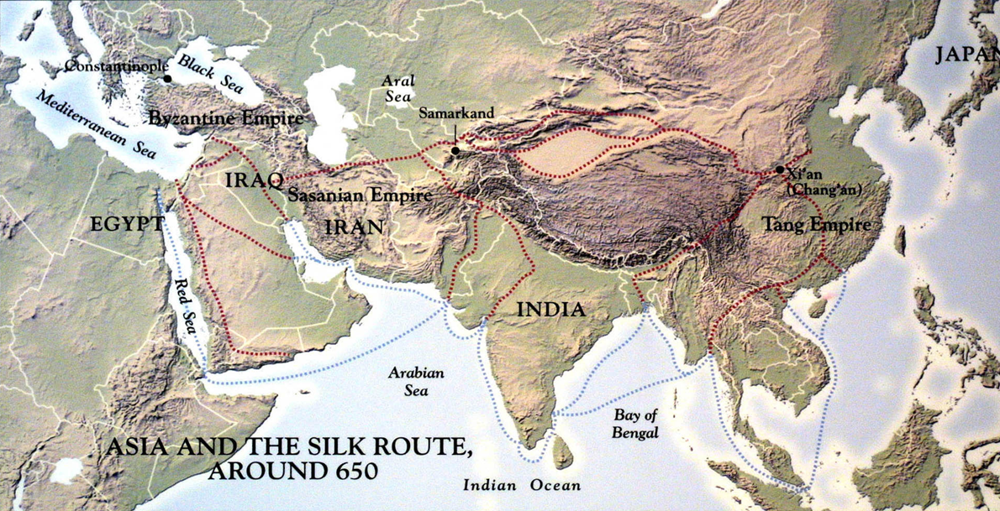 JAPAN
Constantinople
Black Sea
Aral
Sea
Samarkand
Mediterranean Sea
Byzantine Empire
IRAQ
Sasanian Empire
IRAN
EGYPT
Xi'an
(Chang'an)
Tang Empire
Red Sea
INDIA
Arabian
Sea
Bay of
Bengal
ASIA AND THE SILK ROUTE,
AROUND 650
Indian Ocean